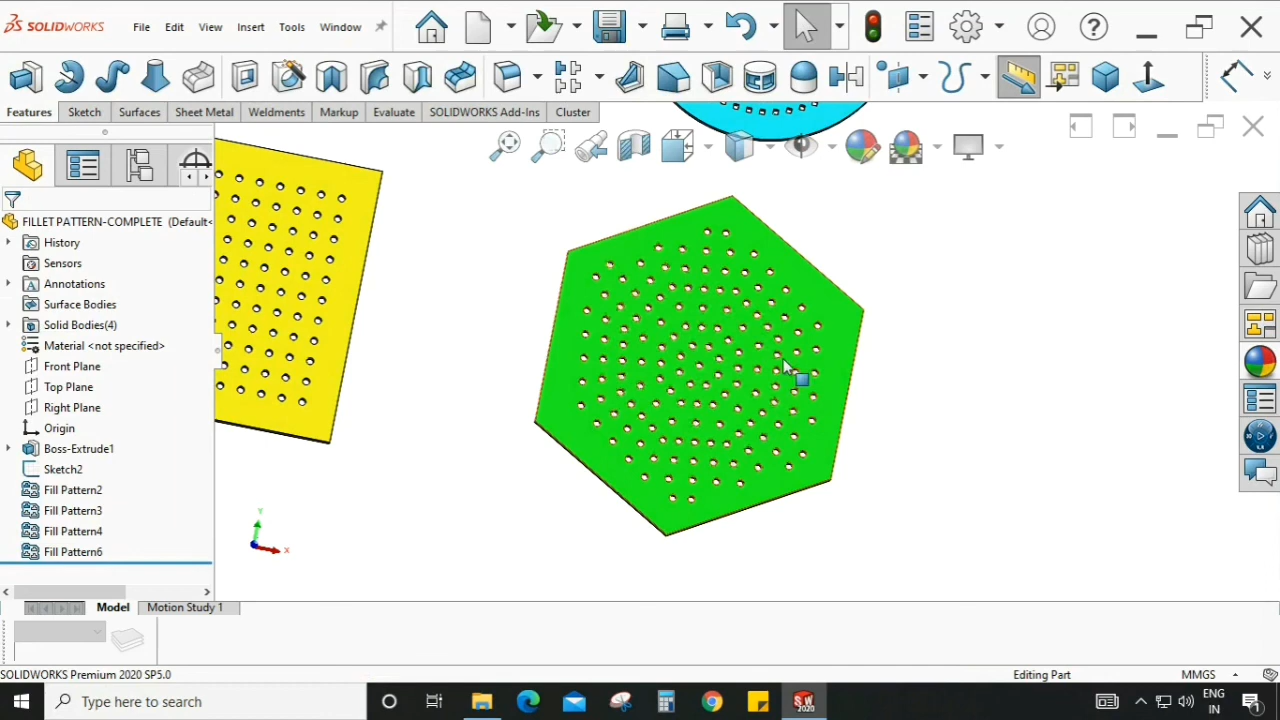 SOLIDWORKS File Edit View Insert Tools Window
Features Sketch Surfaces Sheet Metal Weldments Markup Evaluate SOLIDWORKS Add-Ins Cluster
FILLET PATTERN-COMPLETE (Default<
History
Sensors
Annotations
Surface Bodies
Solid Bodies(4)
Material <not specified>
Front Plane
Top Plane
Right Plane
Origin
Boss-Extrude1
Sketch2
Fill Pattern2
Fill Pattern3
Fill Pattern4
Fill Pattern6
Y
X
Model Motion Study 1
SOLIDWORKS Premium 2020 SP5.0 Editing Part MMGS
Type here to search
SW
2020
ENG
IN
1